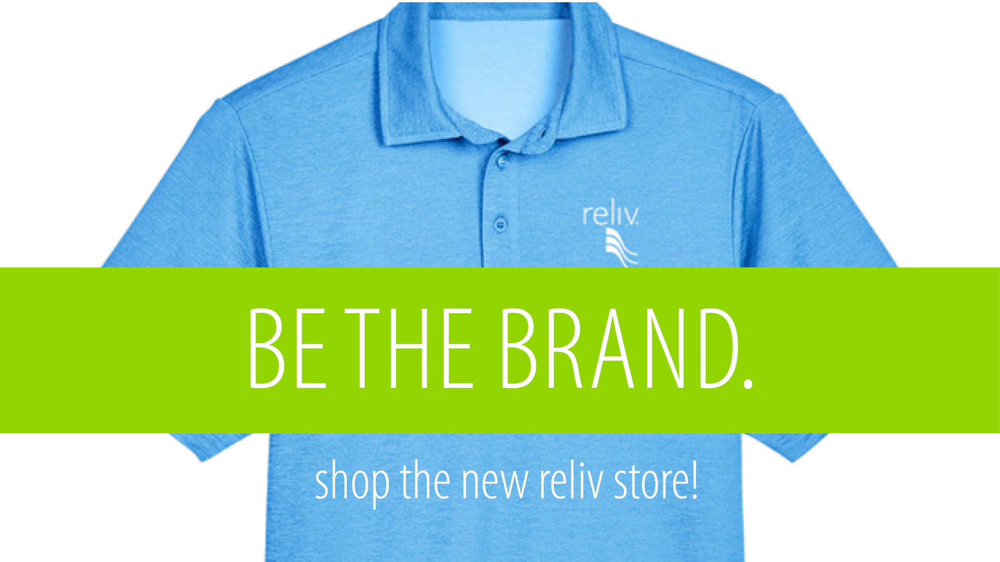 reliv
BE THE BRAND.
shop the new reliv store!